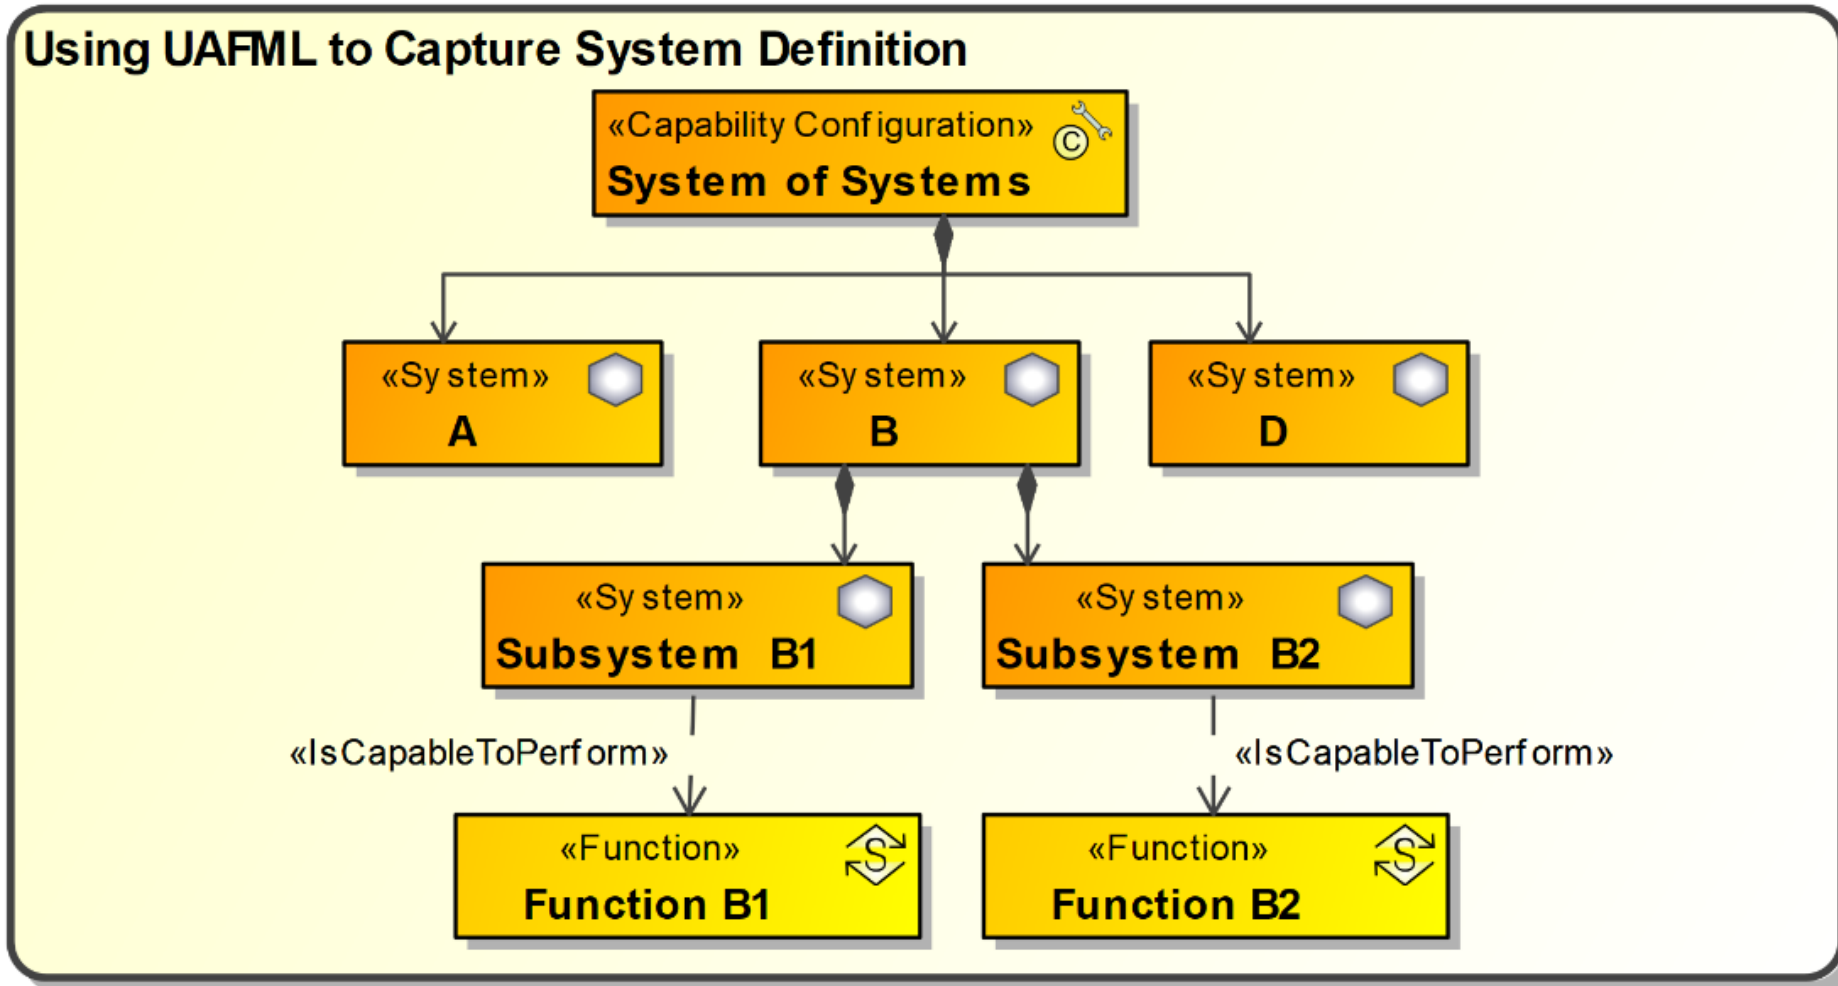 Using UAFML to Capture System Definition
«Capability Configuration»
C
System of Systems
«System»
A
«System»
B
«System»
D
«System»
Subsystem B1
«System»
Subsystem B2
«IsCapableToPerform»
«IsCapableToPerform»
«Function»
S
Function B1
«Function»
S
Function B2